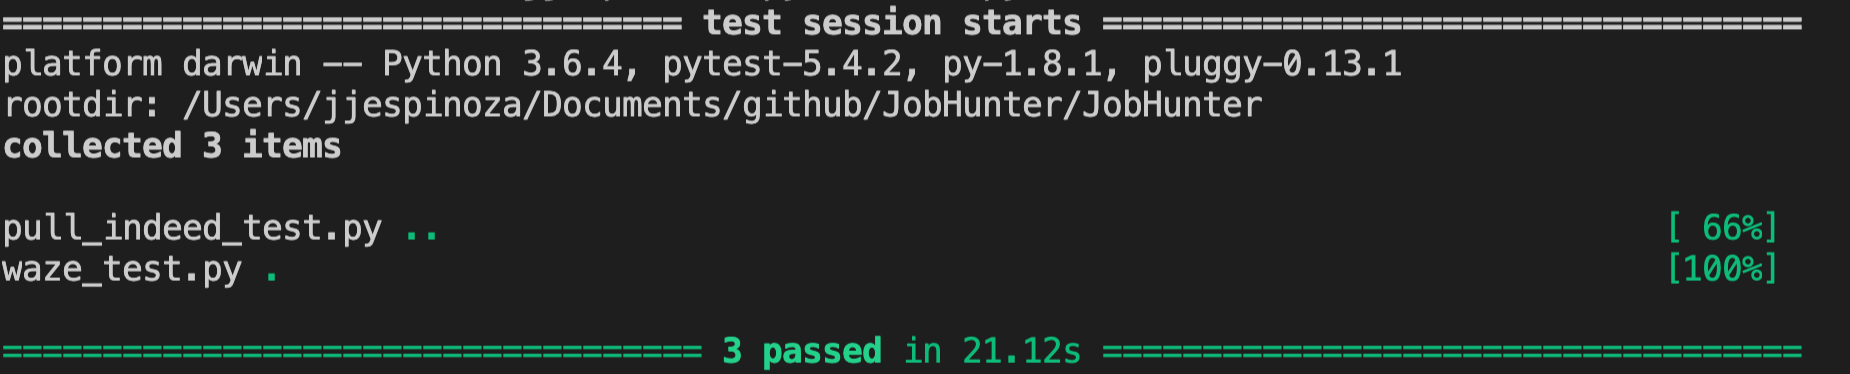 ================================== test session starts ===================================
platform darwin -- Python 3.6.4, pytest-5.4.2, py-1.8.1, pluggy-0.13.1
rootdir: /Users/jjespinoza/Documents/github/JobHunter/JobHunter
collected 3 items
pull_indeed_test.py .. [ 66%]
waze_test.py . [100%]
=================================== 3 passed in 21.12s ===================================